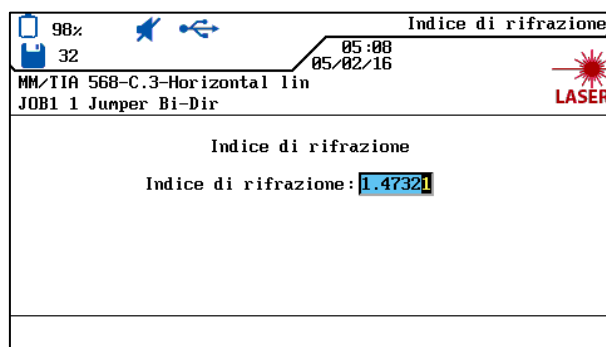 98% Indice di rifrazione
32 05:08
05/02/16
MM/TIA 568-C.3-Horizontal lin
JOB1 1 Jumper Bi-Dir
LASER
Indice di rifrazione
Indice di rifrazione: 1.47321